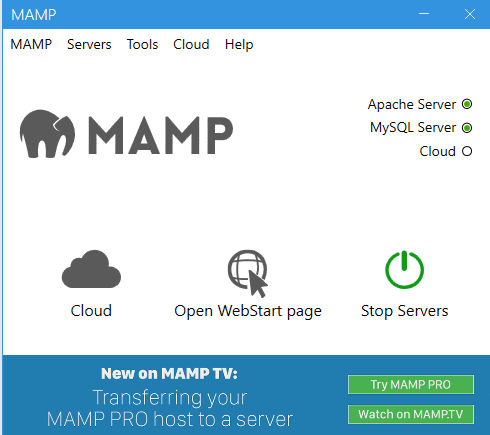 MAMP
MAMP Servers Tools Cloud Help
MAMP
Apache Server
MySQL Server
Cloud
Cloud Open WebStart page Stop Servers
New on MAMP TV:
Transferring your
MAMP PRO host to a server
Try MAMP PRO
Watch on MAMP.TV